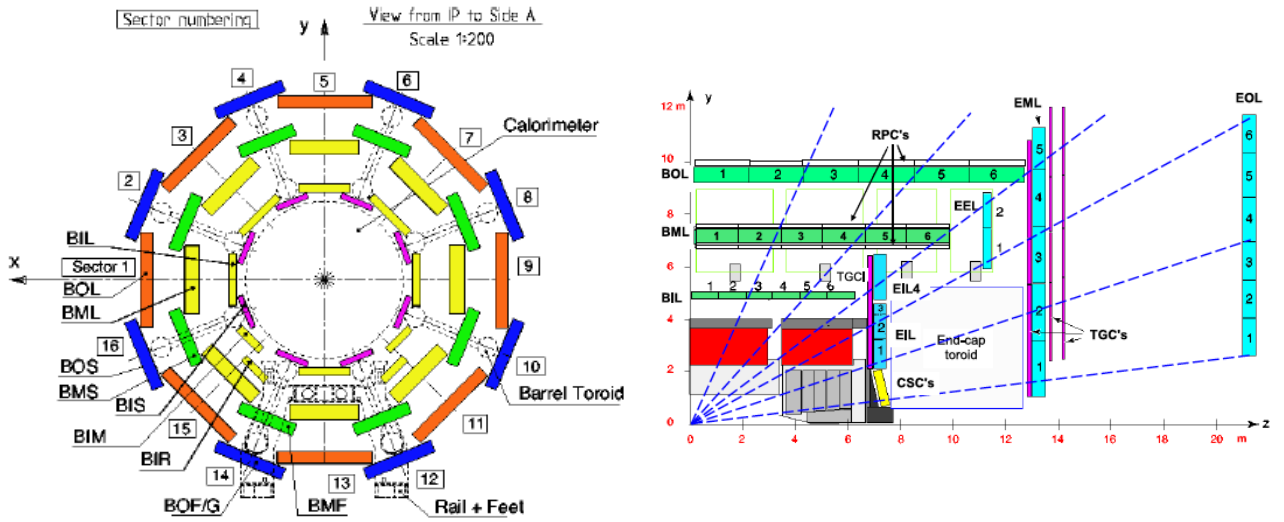 Sector numbering
View from IP to Side A
Scale 1:200
y
4
5
6
3
7
Calorimeter
2
8
BIL
x
Sector 1
9
BOL
BML
16
10
BOS
BMS
Barrel Toroid
BIS
BIM
15
11
BIR
14
13
12
BOF/G
BMF
Rail + Feet
12 m
y
EML
EOL
RPC's
6
5
10
BOL
1 2 3 4 5 6
5
4
8
EEL
2
4
BML
1 2 3 4 5 6
1
3
6
TGCI
EIL4
3
BIL
1 2 3 4 5 6
2
4
3
2
EIL
1
2
1
End-cap
toroid
TGC's
2
CSC's
1
0
z
0 2 4 6 8 10 12 14 16 18 20 m